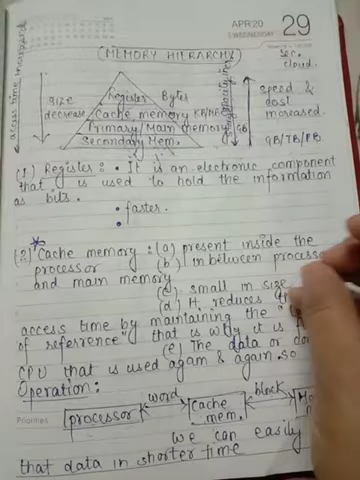 APR 20 29
WEDNESDAY
(MEMORY HIERARCHY)
sec.
cloud.
access time increased
size
decrease
Register Bytes
Cache memory KB/MB
Primary/Main memory GB
Secondary Mem.
speed &
cost
increased.
GB/TB/PB
(1) Register: • It is an electronic component
that is used to hold the information
as bits.
• faster.
(2) Cache memory: (a) present inside the
processor (b) in between processor
and main memory
(c) small in size
(d) It reduces the
access time by maintaining the
of reference" that is why it is
(e) The data or
CPU that is used again & again. so
Operation:
processor word Cache mem. block
Priorities
we can easily
that data in shorter time